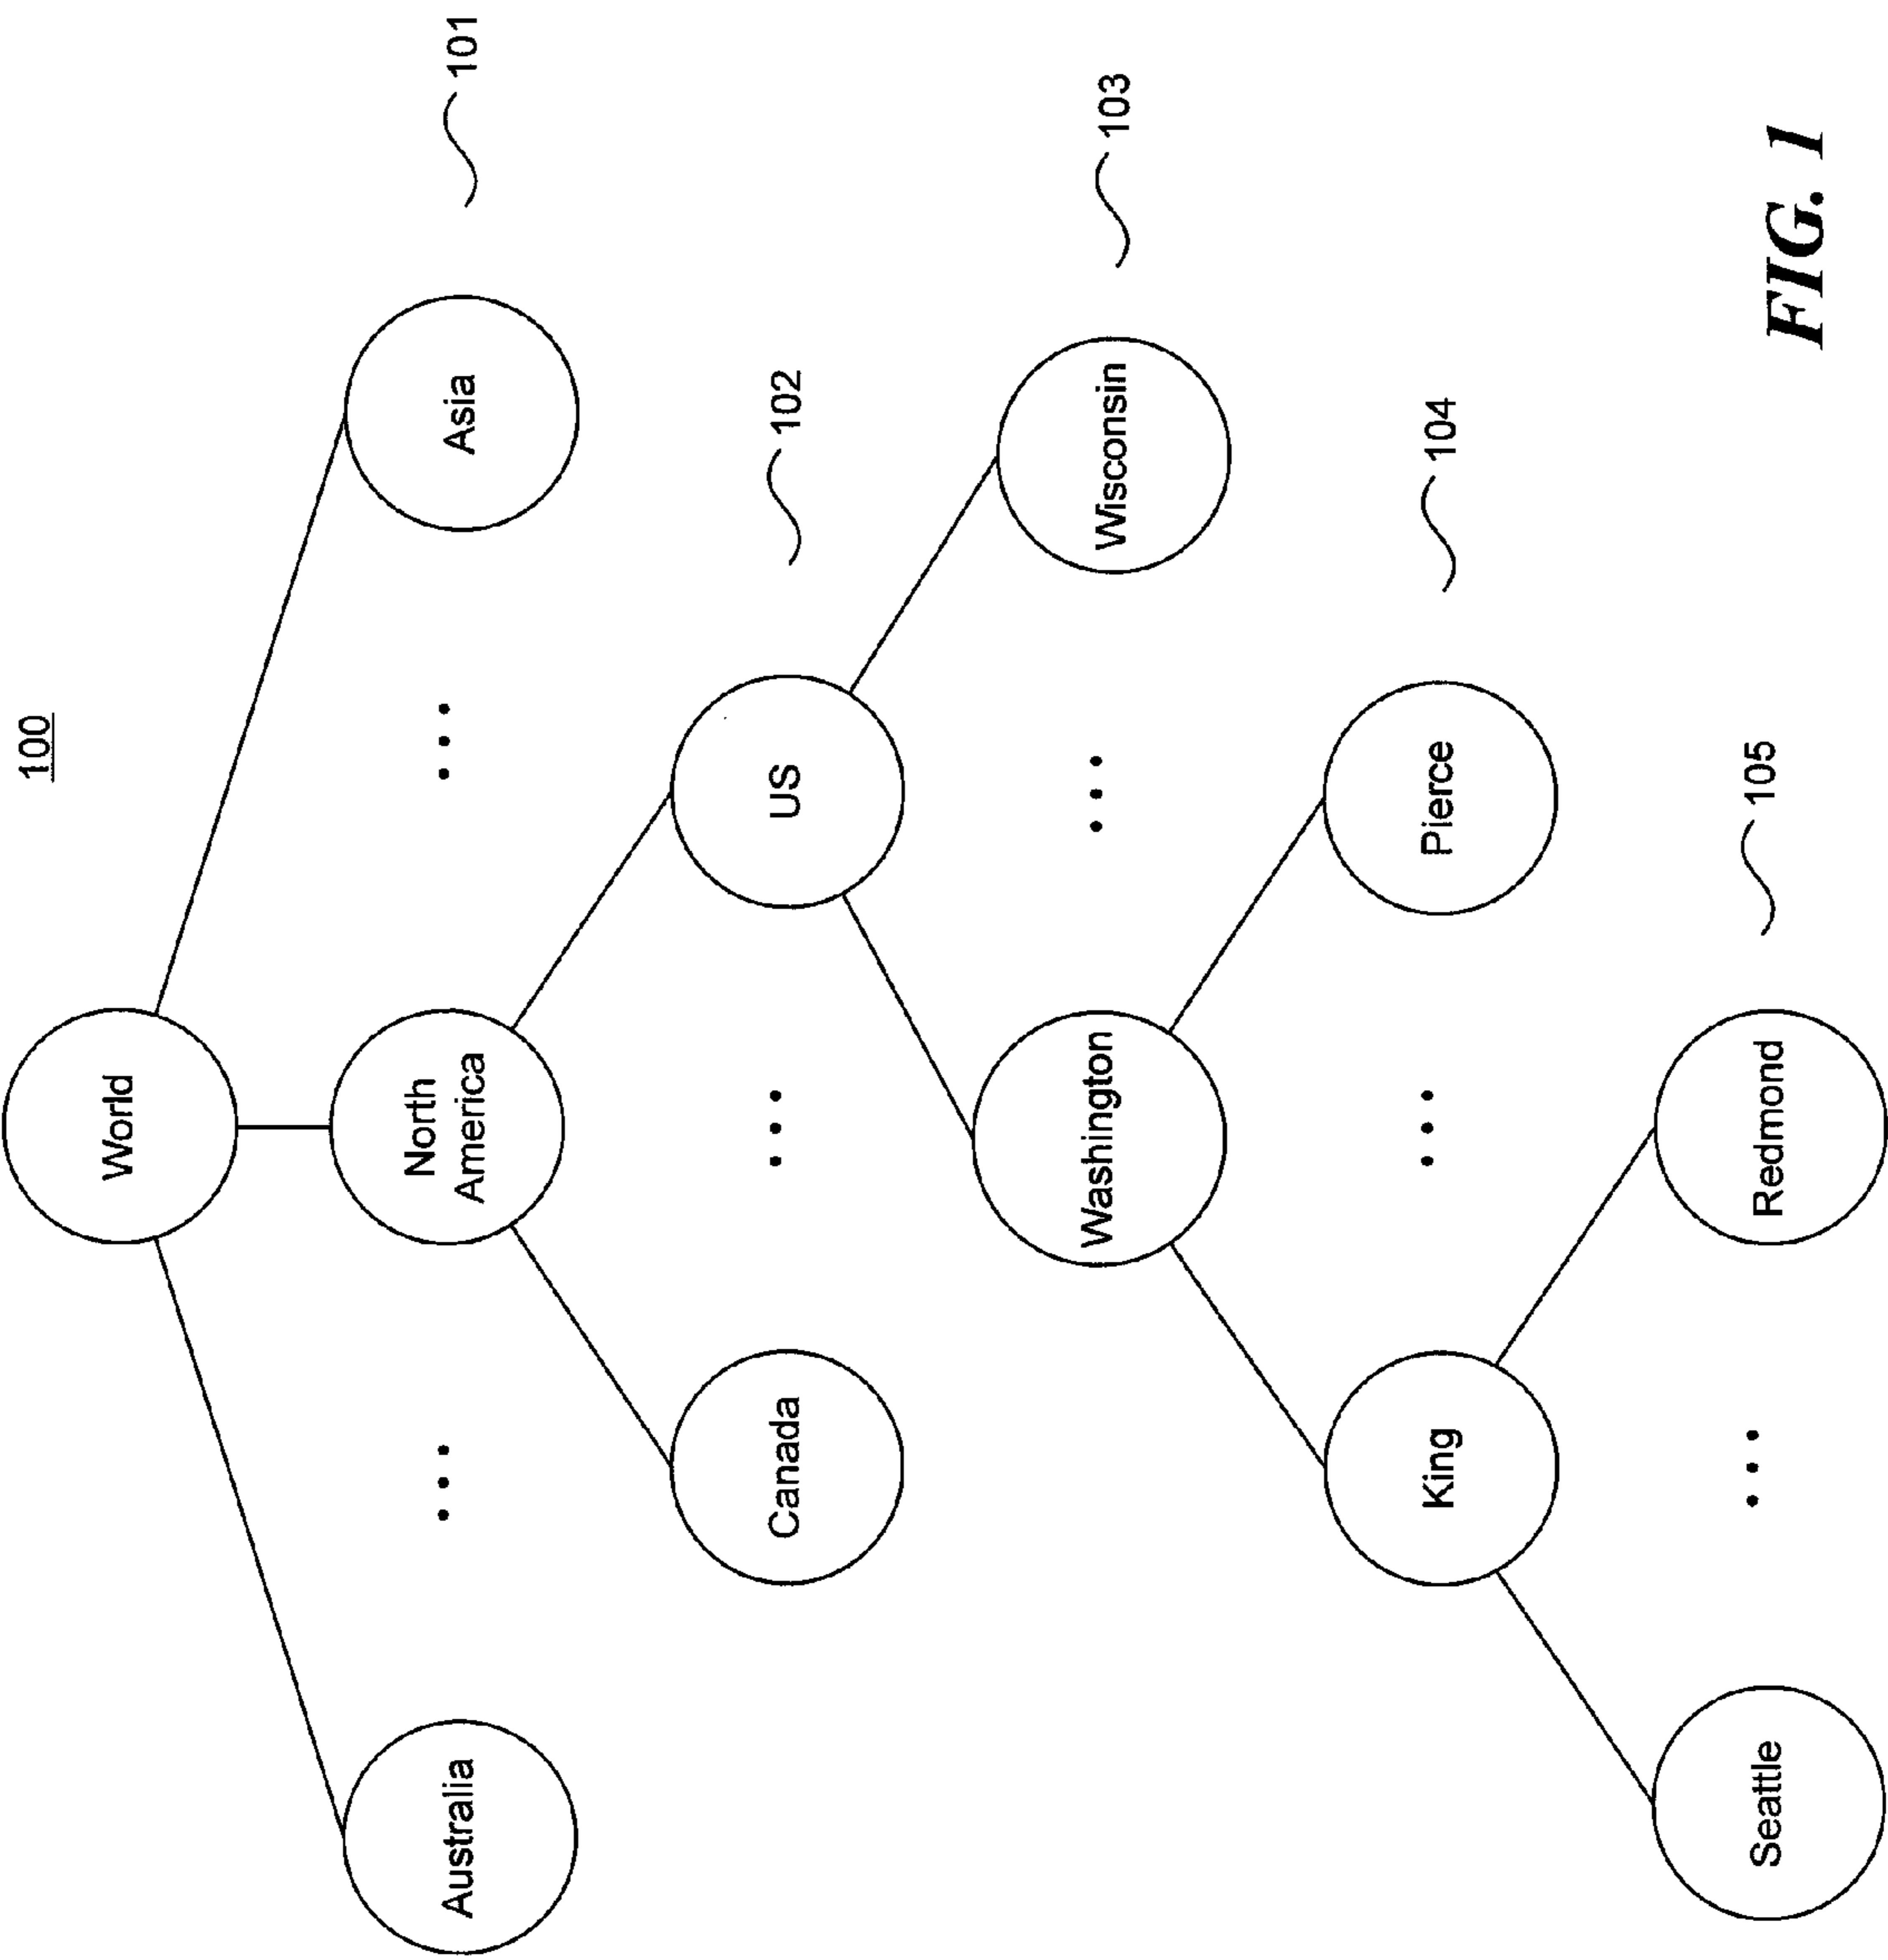 100
World
Australia
...
North
America
...
Asia
101
Canada
...
US
102
Washington
...
Wisconsin
103
King
...
Pierce
104
Seattle
...
Redmond
105
FIG. 1